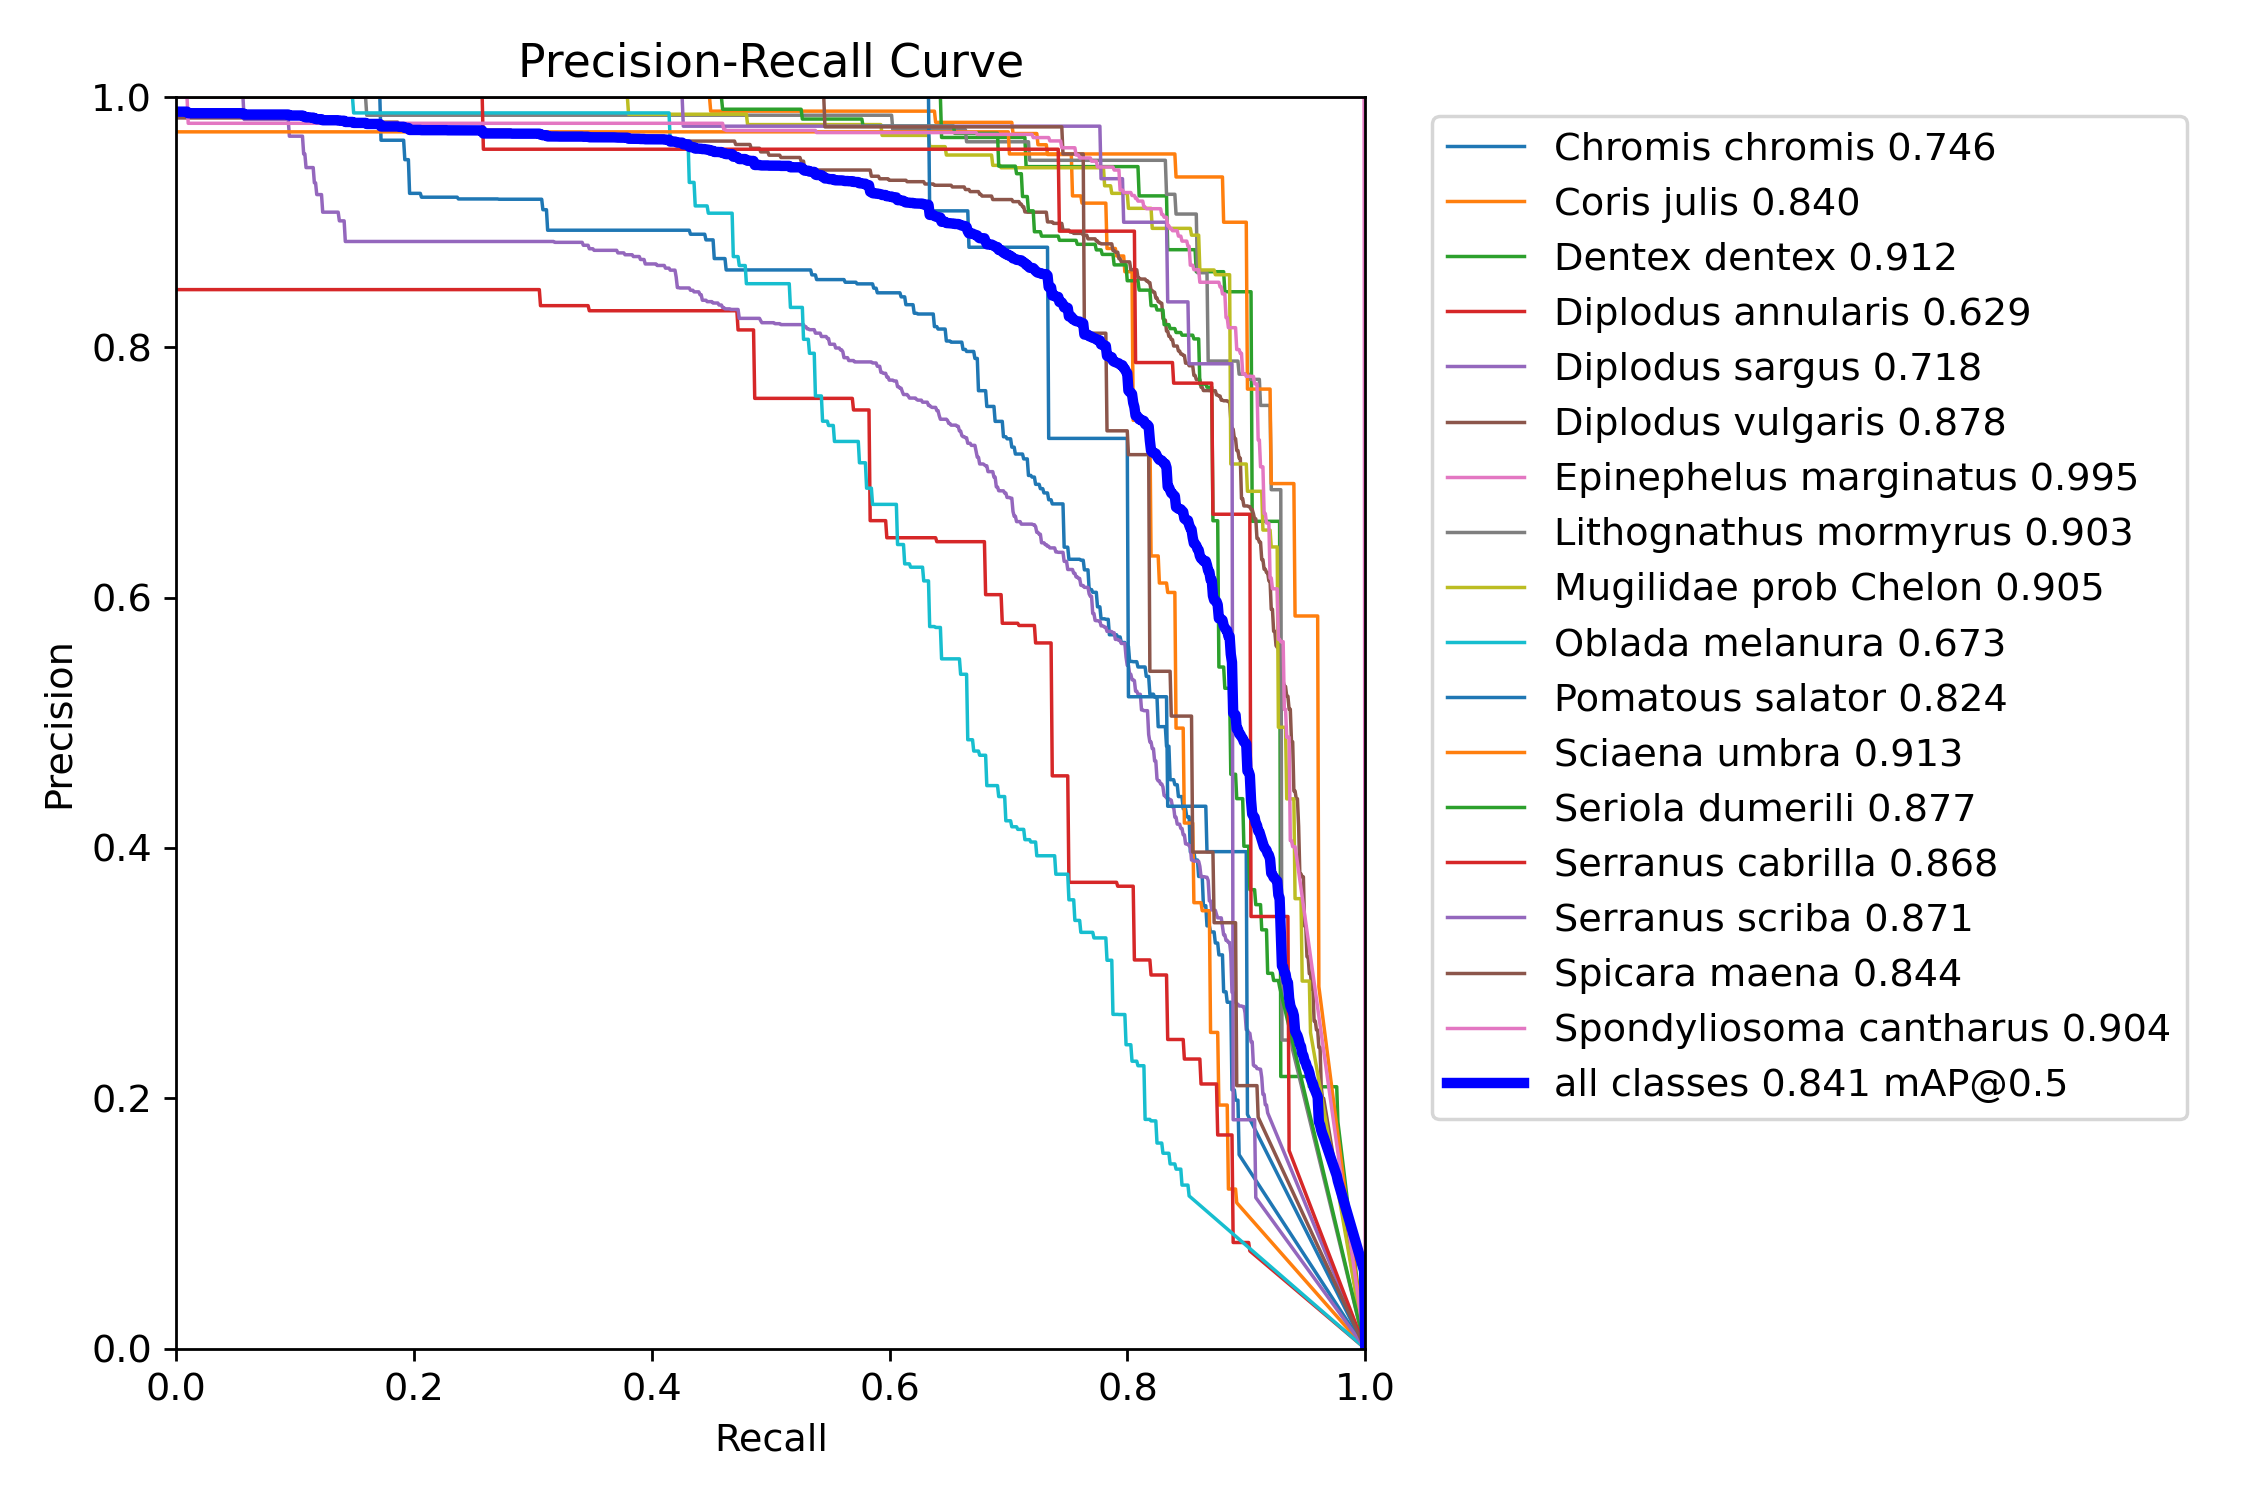 Precision-Recall Curve
1.0
0.8
0.6
0.4
0.2
0.0
Precision
0.0 0.2 0.4 0.6 0.8 1.0
Recall
Chromis chromis 0.746
Coris julis 0.840
Dentex dentex 0.912
Diplodus annularis 0.629
Diplodus sargus 0.718
Diplodus vulgaris 0.878
Epinephelus marginatus 0.995
Lithognathus mormyrus 0.903
Mugilidae prob Chelon 0.905
Oblada melanura 0.673
Pomatous salator 0.824
Sciaena umbra 0.913
Seriola dumerili 0.877
Serranus cabrilla 0.868
Serranus scriba 0.871
Spicara maena 0.844
Spondyliosoma cantharus 0.904
all classes 0.841 mAP@0.5